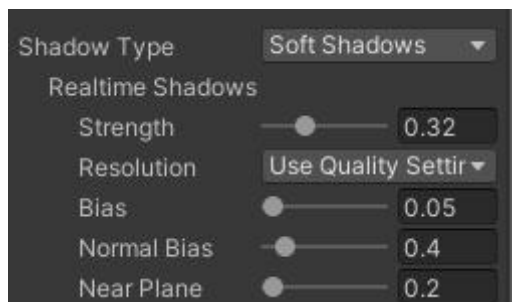 Shadow Type Soft Shadows
Realtime Shadows
Strength 0.32
Resolution Use Quality Settir
Bias 0.05
Normal Bias 0.4
Near Plane 0.2